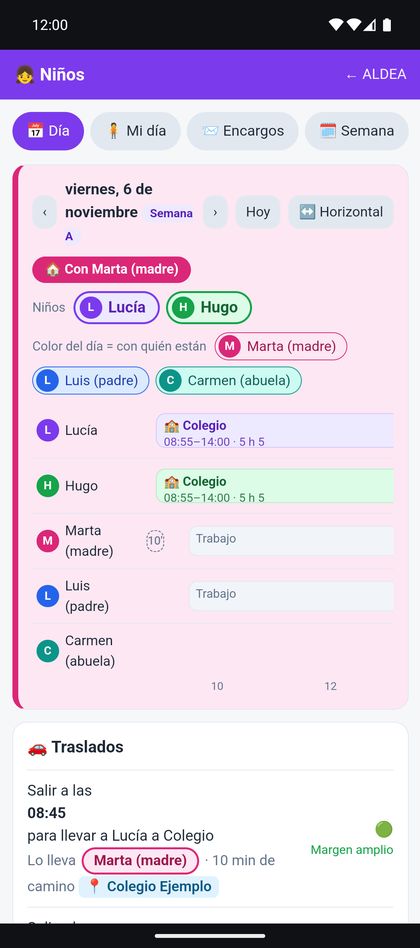 12:00
👧 Niños
← ALDEA
📅 Día
🧍 Mi día
📨 Encargos
🗓️ Semana
‹
viernes, 6 de
noviembre Semana
A
›
Hoy
↔️ Horizontal
🏠 Con Marta (madre)
Niños L Lucía H Hugo
Color del día = con quién están M Marta (madre)
L Luis (padre) C Carmen (abuela)
L Lucía
🏫 Colegio
08:55–14:00 · 5 h 5
H Hugo
🏫 Colegio
08:55–14:00 · 5 h 5
M Marta
(madre)
10'
Trabajo
L Luis
(padre)
Trabajo
C Carmen
(abuela)
10 12
🚗 Traslados
Salir a las
08:45
para llevar a Lucía a Colegio
Lo lleva Marta (madre) · 10 min de
camino 📍 Colegio Ejemplo
🟢
Margen amplio